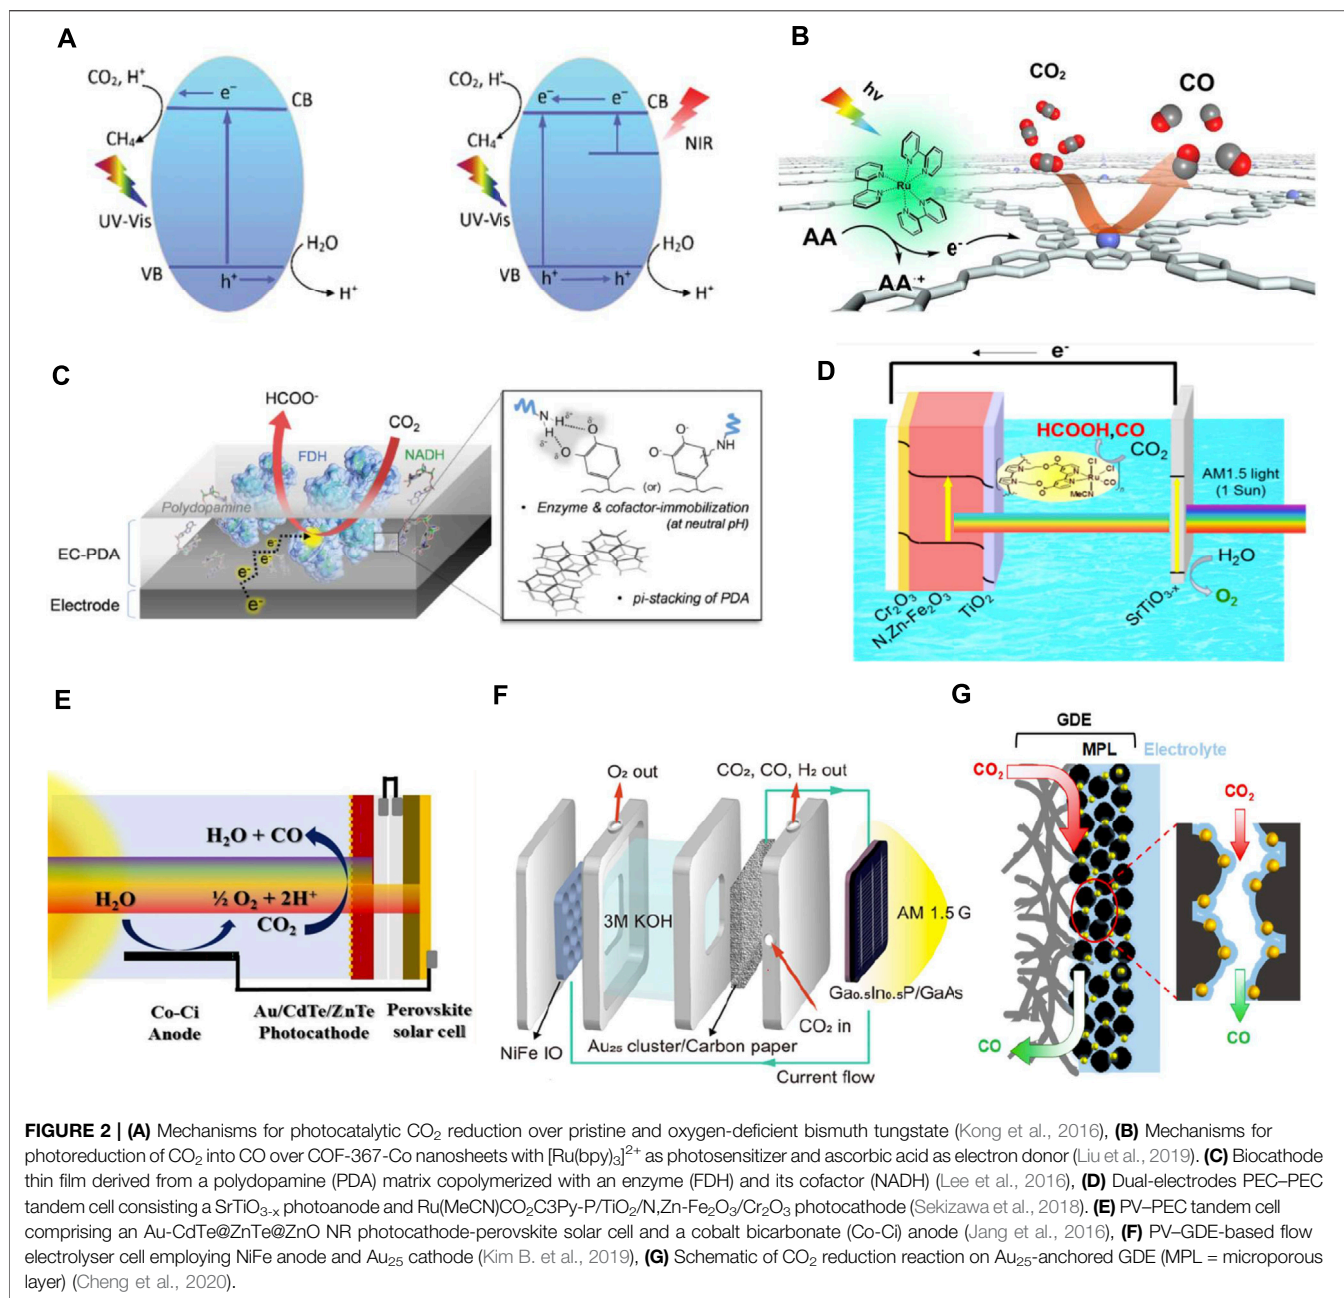 A
CO₂, H⁺
e⁻
CB
CH₄
UV-Vis
VB
h⁺
H₂O
H⁺
CO₂, H⁺
e⁻
e⁻
CB
CH₄
NIR
UV-Vis
VB
h⁺
h⁺
H₂O
H⁺
B
hν
CO₂
CO
N
N
N
Ru
N
N
N
AA
e⁻
AA·⁺
C
HCOO⁻
CO₂
FDH
NADH
Polydopamine
EC-PDA
Electrode
e⁻
e⁻
e⁻
e⁻
N
H
H
δ⁺
δ⁺
δ⁻
δ⁻
O
O
(or)
O⁻
O
NH
• Enzyme & cofactor-immobilization
(at neutral pH)
• pi-stacking of PDA
D
e⁻
HCOOH,CO
CO₂
Ru
Cl
Cl
CO
MeCN
AM1.5 light
(1 Sun)
H₂O
O₂
Cr₂O₃
N,Zn-Fe₂O₃
TiO₂
SrTiO₃₋ₓ
E
H₂O + CO
H₂O
½ O₂ + 2H⁺
CO₂
Co-Ci
Anode
Au/CdTe/ZnTe
Photocathode
Perovskite
solar cell
F
O₂ out
CO₂, CO, H₂ out
3M KOH
AM 1.5 G
Ga₀.₅In₀.₅P/GaAs
CO₂ in
NiFe IO
Au₂₅ cluster/Carbon paper
Current flow
G
GDE
MPL
Electrolyte
CO₂
CO₂
CO
CO
FIGURE 2 | (A) Mechanisms for photocatalytic CO₂ reduction over pristine and oxygen-deficient bismuth tungstate (Kong et al., 2016), (B) Mechanisms for
photoreduction of CO₂ into CO over COF-367-Co nanosheets with [Ru(bpy)₃]²⁺ as photosensitizer and ascorbic acid as electron donor (Liu et al., 2019). (C) Biocathode
thin film derived from a polydopamine (PDA) matrix copolymerized with an enzyme (FDH) and its cofactor (NADH) (Lee et al., 2016), (D) Dual-electrodes PEC–PEC
tandem cell consisting a SrTiO₃₋ₓ photoanode and Ru(MeCN)CO₂C3Py-P/TiO₂/N,Zn-Fe₂O₃/Cr₂O₃ photocathode (Sekizawa et al., 2018). (E) PV–PEC tandem cell
comprising an Au-CdTe@ZnTe@ZnO NR photocathode-perovskite solar cell and a cobalt bicarbonate (Co-Ci) anode (Jang et al., 2016), (F) PV–GDE-based flow
electrolyser cell employing NiFe anode and Au₂₅ cathode (Kim B. et al., 2019), (G) Schematic of CO₂ reduction reaction on Au₂₅-anchored GDE (MPL = microporous
layer) (Cheng et al., 2020).